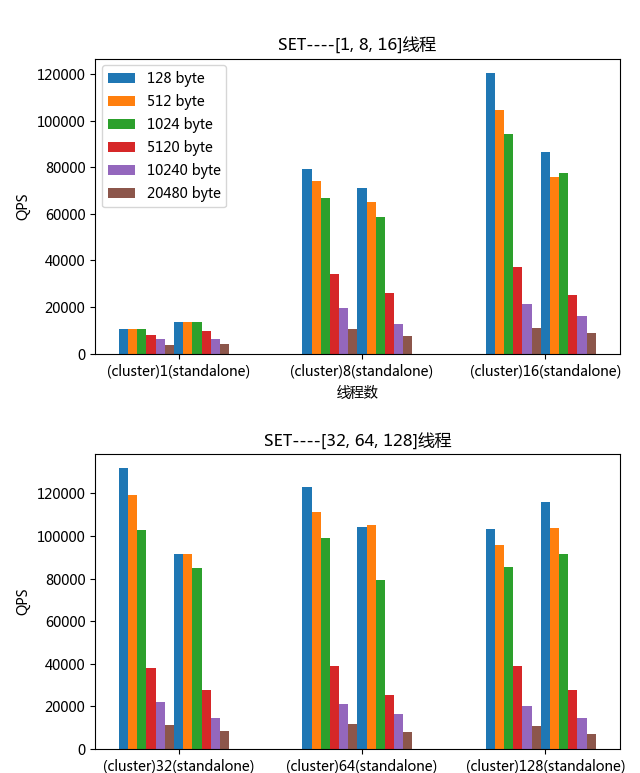 SET----[1, 8, 16]线程
QPS
120000
100000
80000
60000
40000
20000
0
128 byte
512 byte
1024 byte
5120 byte
10240 byte
20480 byte
(cluster)1(standalone) (cluster)8(standalone) (cluster)16(standalone)
线程数
SET----[32, 64, 128]线程
QPS
120000
100000
80000
60000
40000
20000
0
(cluster)32(standalone) (cluster)64(standalone) (cluster)128(standalone)